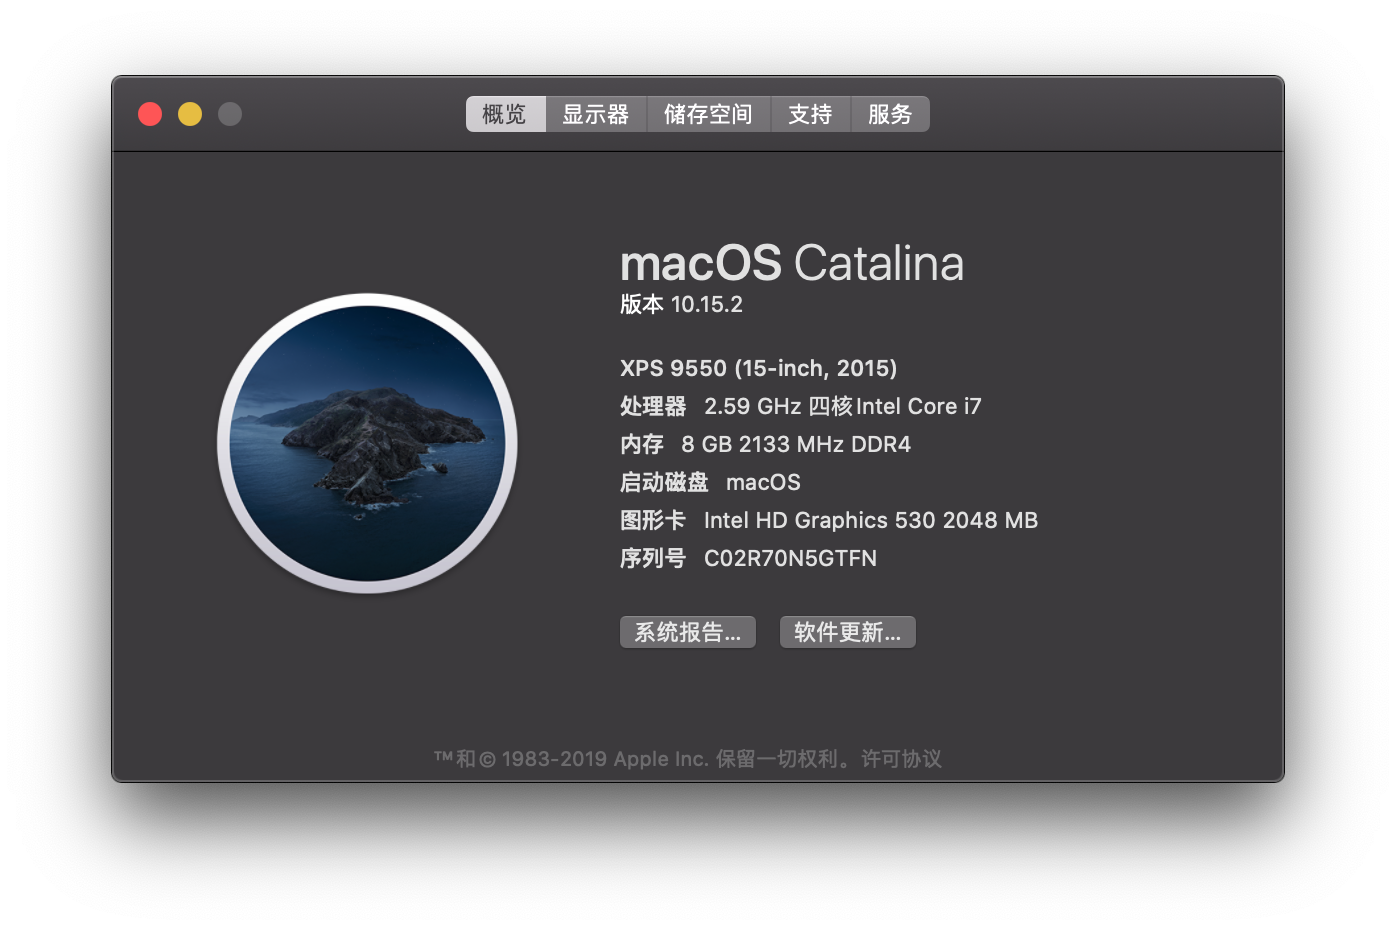 概览 显示器 储存空间 支持 服务
macOS Catalina
版本 10.15.2
XPS 9550 (15-inch, 2015)
处理器 2.59 GHz 四核Intel Core i7
内存 8 GB 2133 MHz DDR4
启动磁盘 macOS
图形卡 Intel HD Graphics 530 2048 MB
序列号 C02R70N5GTFN
系统报告... 软件更新...
™和© 1983-2019 Apple Inc. 保留一切权利。许可协议